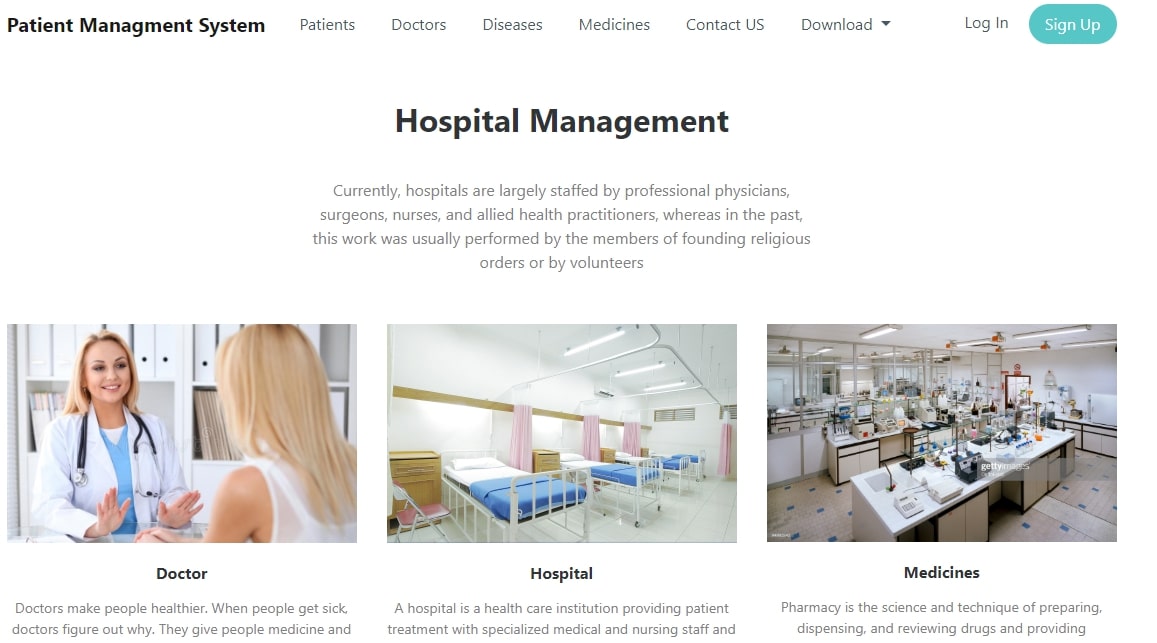 Patient Managment System Patients Doctors Diseases Medicines Contact US Download Log In Sign Up
Hospital Management
Currently, hospitals are largely staffed by professional physicians,
surgeons, nurses, and allied health practitioners, whereas in the past,
this work was usually performed by the members of founding religious
orders or by volunteers
gettyimages
Doctor
Doctors make people healthier. When people get sick,
doctors figure out why. They give people medicine and
Hospital
A hospital is a health care institution providing patient
treatment with specialized medical and nursing staff and
Medicines
Pharmacy is the science and technique of preparing,
dispensing, and reviewing drugs and providing